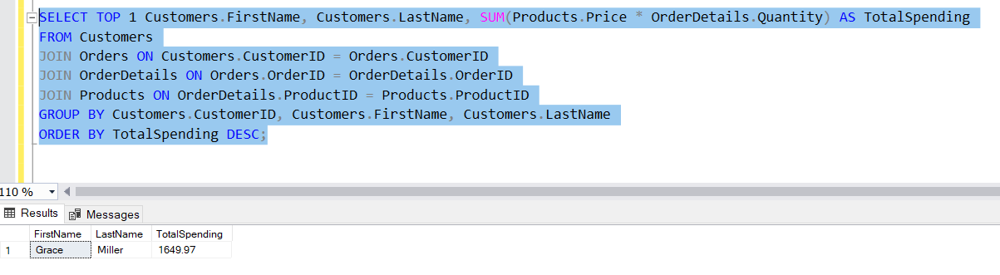 SELECT TOP 1 Customers.FirstName, Customers.LastName, SUM(Products.Price * OrderDetails.Quantity) AS TotalSpending
FROM Customers
JOIN Orders ON Customers.CustomerID = Orders.CustomerID
JOIN OrderDetails ON Orders.OrderID = OrderDetails.OrderID
JOIN Products ON OrderDetails.ProductID = Products.ProductID
GROUP BY Customers.CustomerID, Customers.FirstName, Customers.LastName
ORDER BY TotalSpending DESC;
110 %
Results Messages
FirstName LastName TotalSpending
1 Grace Miller 1649.97